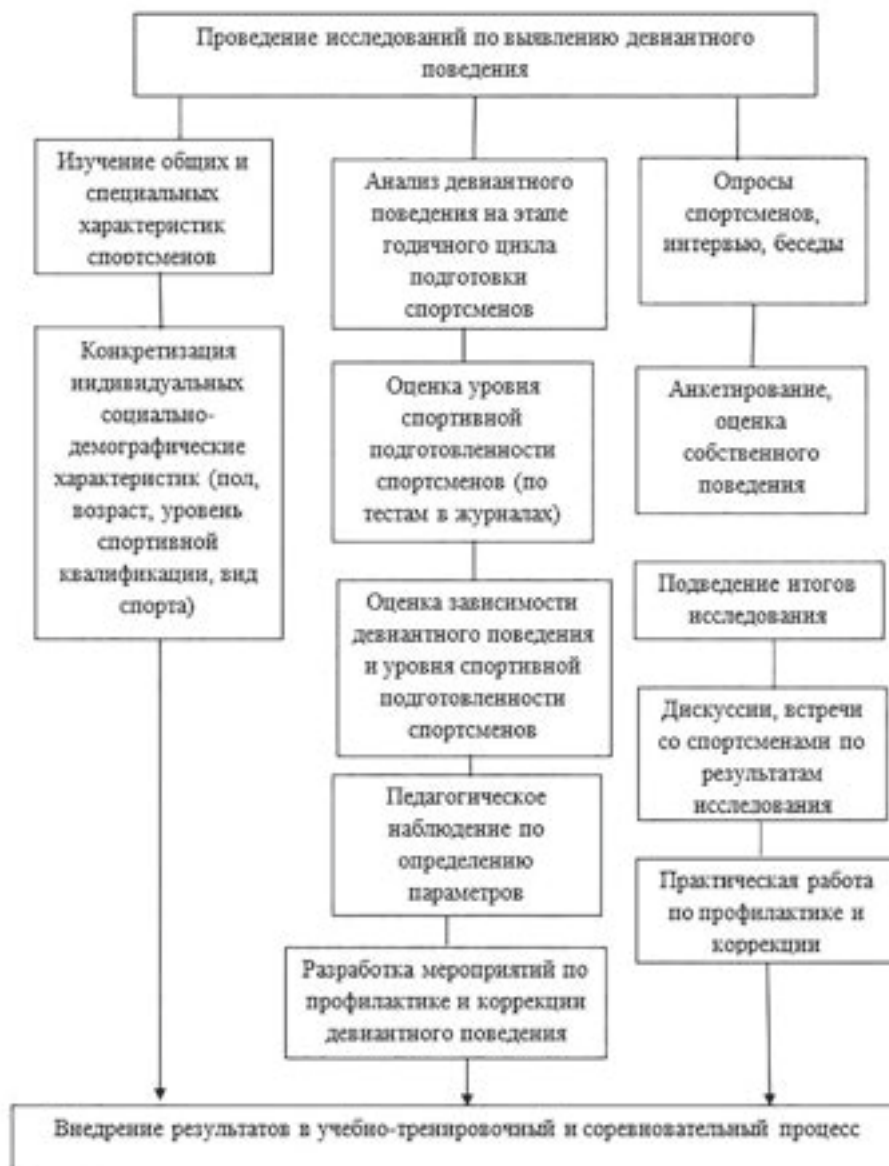 Проведение исследований по выявлению девиантного
поведения
Изучение общих и
специальных
характеристик
спортсменов
Конкретизация
индивидуальных
социально-
демографические
характеристик (пол,
возраст, уровень
спортивной
квалификации, вид
спорта)
Анализ девиантного
поведения на этапе
годичного цикла
подготовки
спортсменов
Оценка уровня
спортивной
подготовленности
спортсменов (по
тестам в журналах)
Оценка зависимости
девиантного поведения
и уровня спортивной
подготовленности
спортсменов
Педагогическое
наблюдение по
определению
параметров
Разработка мероприятий по
профилактике и коррекции
девиантного поведения
Опросы
спортсменов,
интервью, беседы
Анкетирование,
оценка
собственного
поведения
Подведение итогов
исследования
Дискуссии, встречи
со спортсменами по
результатам
исследования
Практическая работа
по профилактике и
коррекции
Внедрение результатов в учебно-тренировочный и соревновательный процесс